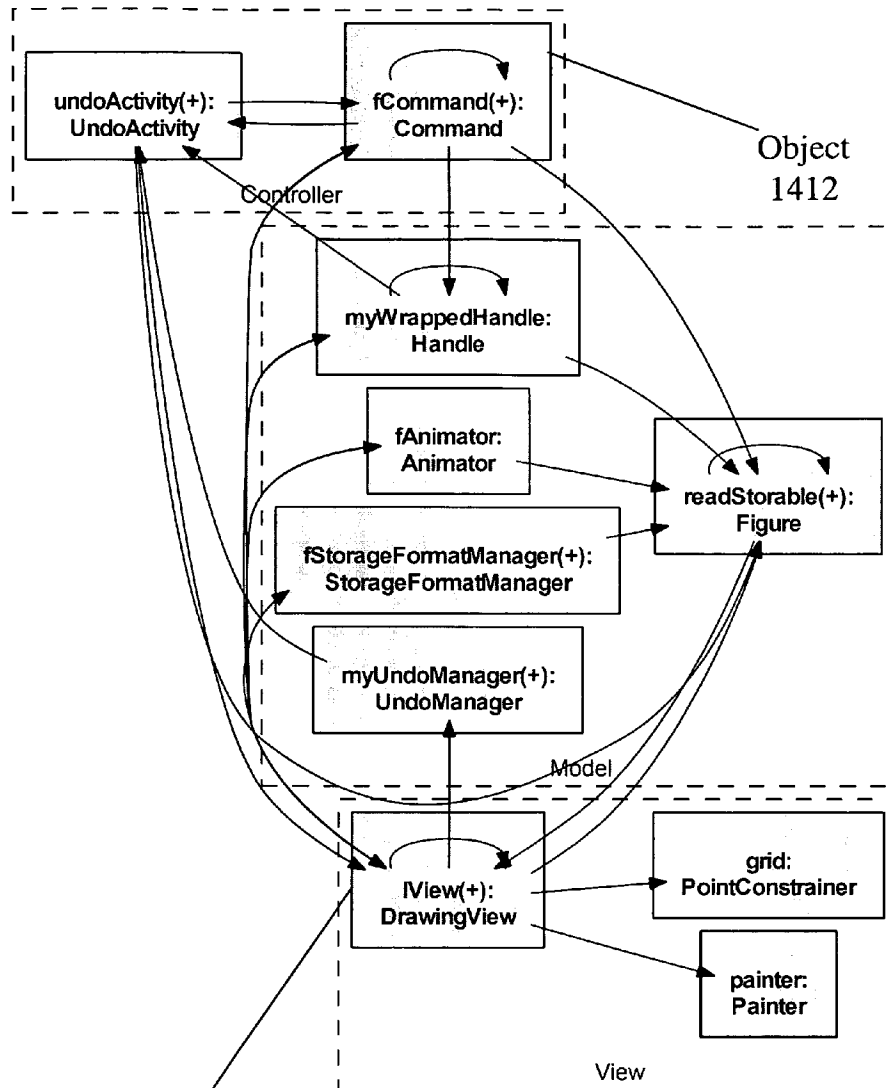 undoActivity(+):
UndoActivity
fCommand(+):
Command
Object
1412
Controller
myWrappedHandle:
Handle
fAnimator:
Animator
readStorable(+):
Figure
fStorageFormatManager(+):
StorageFormatManager
myUndoManager(+):
UndoManager
Model
lView(+):
DrawingView
grid:
PointConstrainer
painter:
Painter
View